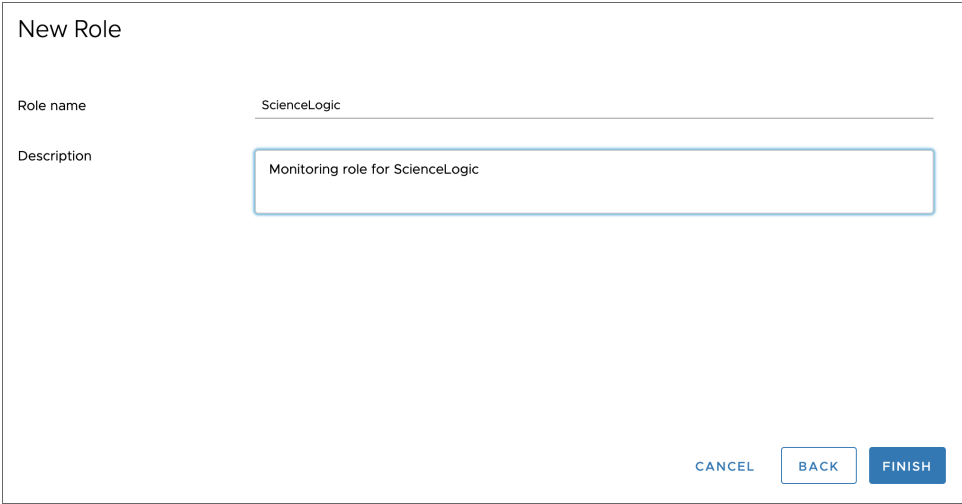 New Role
Role name
ScienceLogic
Description
Monitoring role for ScienceLogic
CANCEL
BACK
FINISH